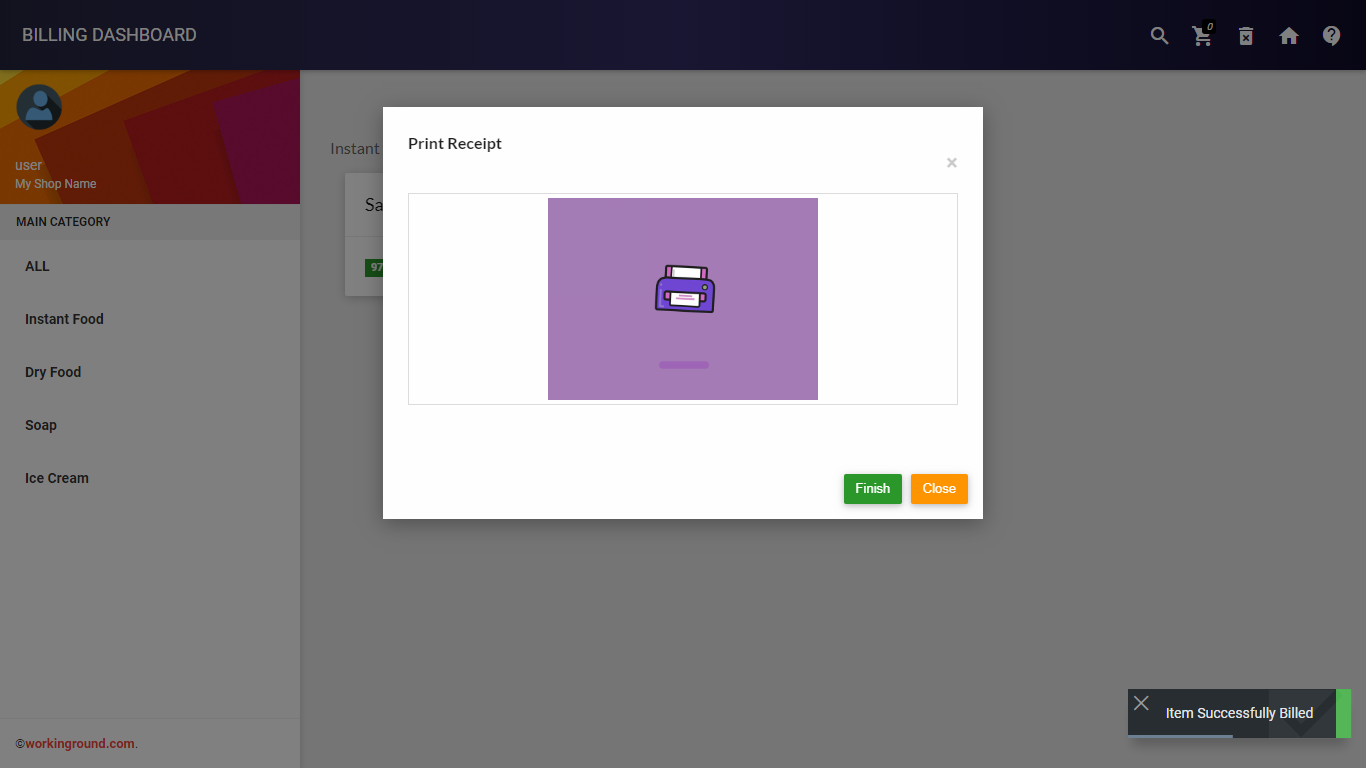 BILLING DASHBOARD
0
user
My Shop Name
MAIN CATEGORY
ALL
Instant Food
Dry Food
Soap
Ice Cream
©workinground.com.
Instant
Sa
97
Print Receipt
×
Finish
Close
Item Successfully Billed